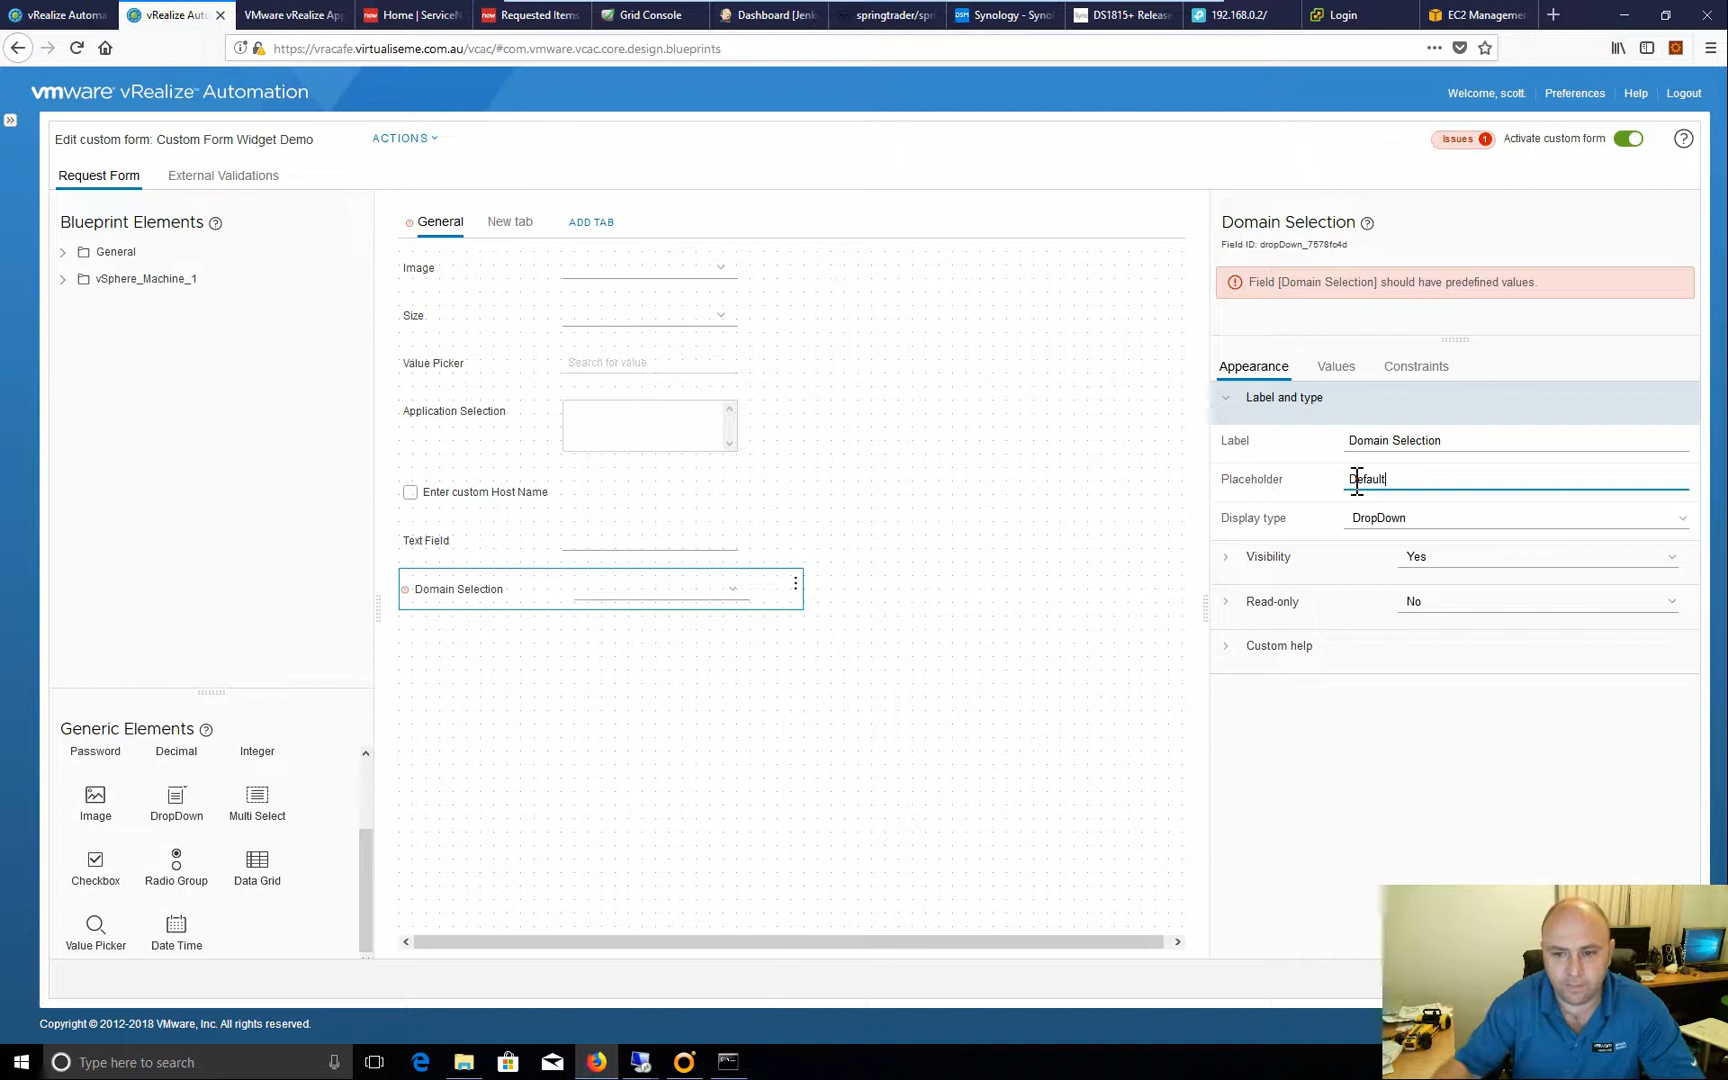 vRealize Automa
vRealize Auto
VMware vRealize Ap
now Home | ServiceN
now Requested Items
Grid Console
Dashboard [Jenk
springtrader/spr
DSM Synology - Syno
Sync DS1815+ Releas
192.168.0.2/
Login
EC2 Manageme
https://vracafe.virtualiseme.com.au/vcac/#com.vmware.vcac.core.design.blueprints
vmware vRealize Automation
Welcome, scott.
Preferences
Help
Logout
Edit custom form: Custom Form Widget Demo
ACTIONS
Issues 1
Activate custom form
Request Form
External Validations
Blueprint Elements
General
vSphere_Machine_1
General
New tab
ADD TAB
Image
Size
Value Picker
Search for value
Application Selection
Enter custom Host Name
Text Field
Domain Selection
Domain Selection
Field ID: dropDown_7578fc4d
Field [Domain Selection] should have predefined values.
Appearance
Values
Constraints
Label and type
Label
Domain Selection
Placeholder
Default
Display type
DropDown
Visibility
Yes
Read-only
No
Custom help
Generic Elements
Password
Decimal
Integer
Image
DropDown
Multi Select
Checkbox
Radio Group
Data Grid
Value Picker
Date Time
Copyright © 2012-2018 VMware, Inc. All rights reserved.
Type here to search
vmware